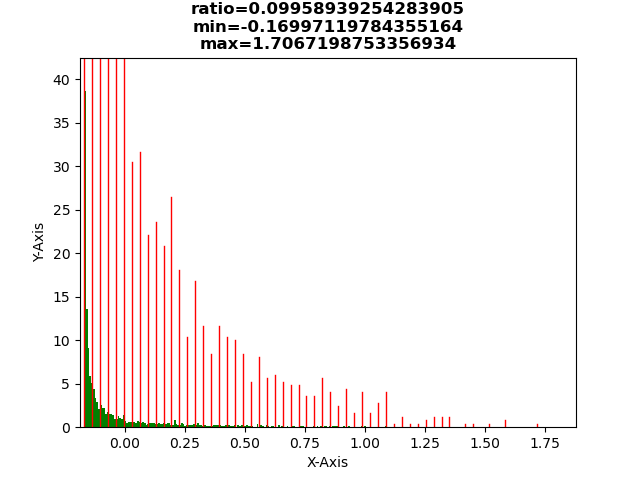 ratio=0.09958939254283905
min=-0.16997119784355164
max=1.7067198753356934
40
35
30
25
20
15
10
5
0
Y-Axis
0.00 0.25 0.50 0.75 1.00 1.25 1.50 1.75
X-Axis